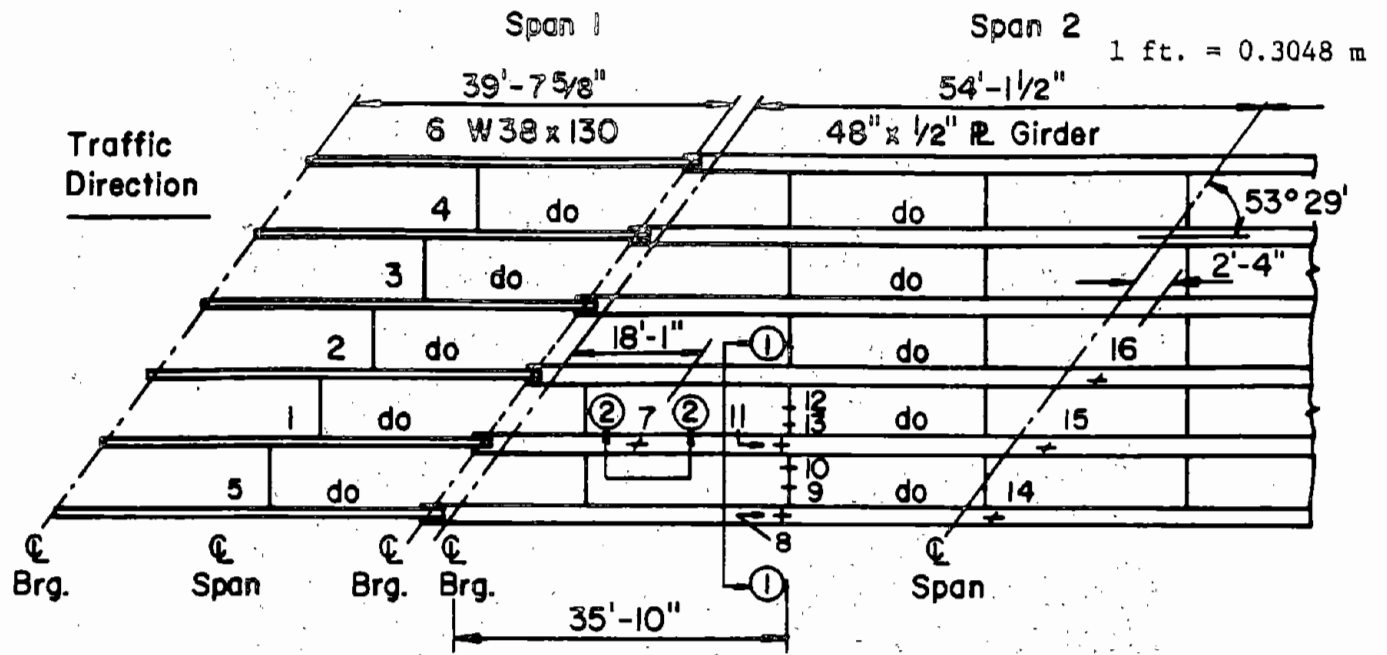 Span 1
Span 2
1 ft. = 0.3048 m
39'-7 5/8"
54'-1 1/2"
6 W38 x 130
48" x 1/2" ℄ Girder
Traffic
Direction
53° 29'
4 do do
2'-4"
3 do do
18'-1"
1
2 do do 16
12
1 do 2 2 7 11 13 do 15
10
5 do 9 do 14
8
℄ ℄ ℄ ℄ ℄
Brg. Span Brg. Brg. Span
1
35'-10"